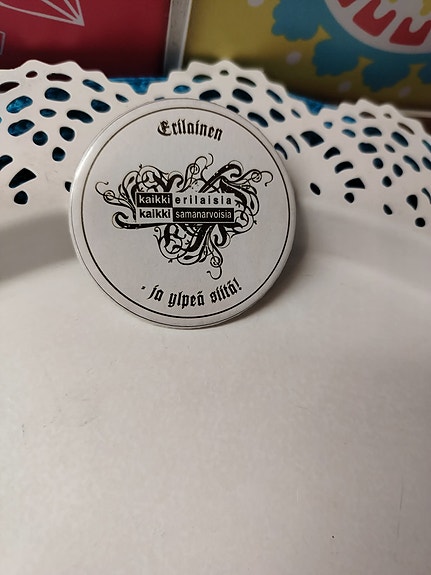 Erilainen
kaikki erilaisia
kaikki samanarvoisia
- ja ylpeä siitä!